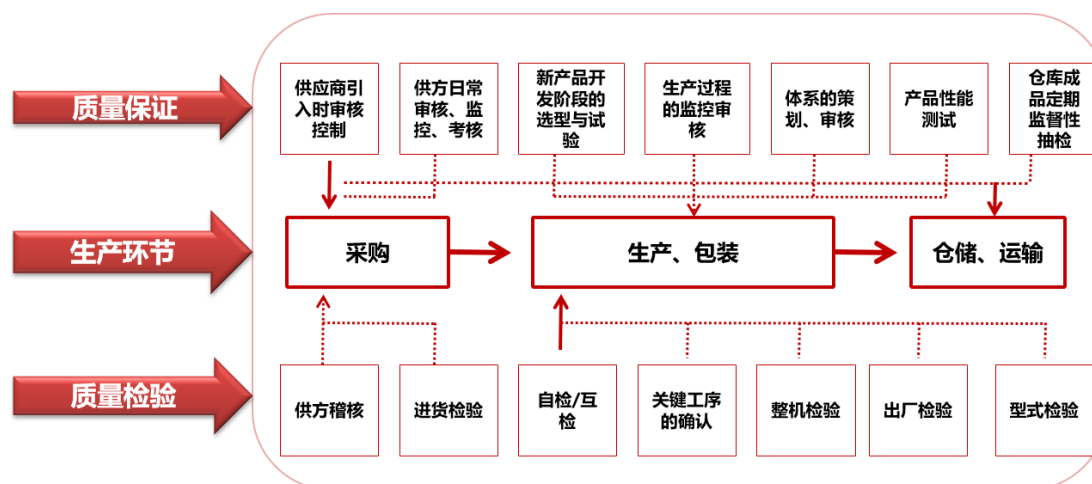 质量保证
供应商引
入时审核
控制
供方日常
审核、监
控、考核
新产品开
发阶段的
选型与试
验
生产过程
的监控审
核
体系的策
划、审核
产品性能
测试
仓库成
品定期
监督性
抽检
生产环节
采购
生产、包装
仓储、运输
质量检验
供方稽核
进货检验
自检/互
检
关键工序
的确认
整机检验
出厂检验
型式检验